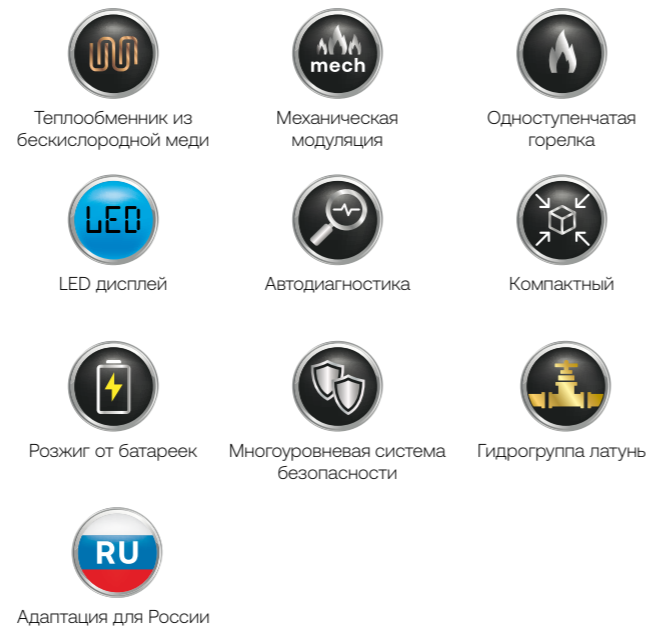 mech
Теплообменник из
бескислородной меди
Механическая
модуляция
Одноступенчатая
горелка
LED
LED дисплей
Автодиагностика
Компактный
Розжиг от батареек
Многоуровневая система
безопасности
Гидрогруппа латунь
RU
Адаптация для России